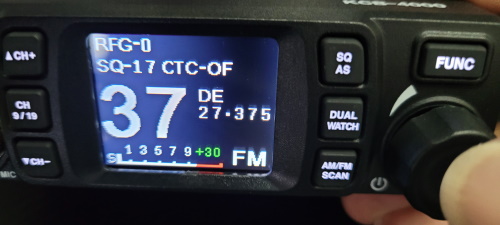 ▲CH+
CH
9/19
▼CH-
MIC
RFG-0
SQ-17 CTC-OF
37
DE
27.375
S 1 3 5 7 9 +30
FM
SQ
AS
DUAL
WATCH
AM/FM
SCAN
FUNC